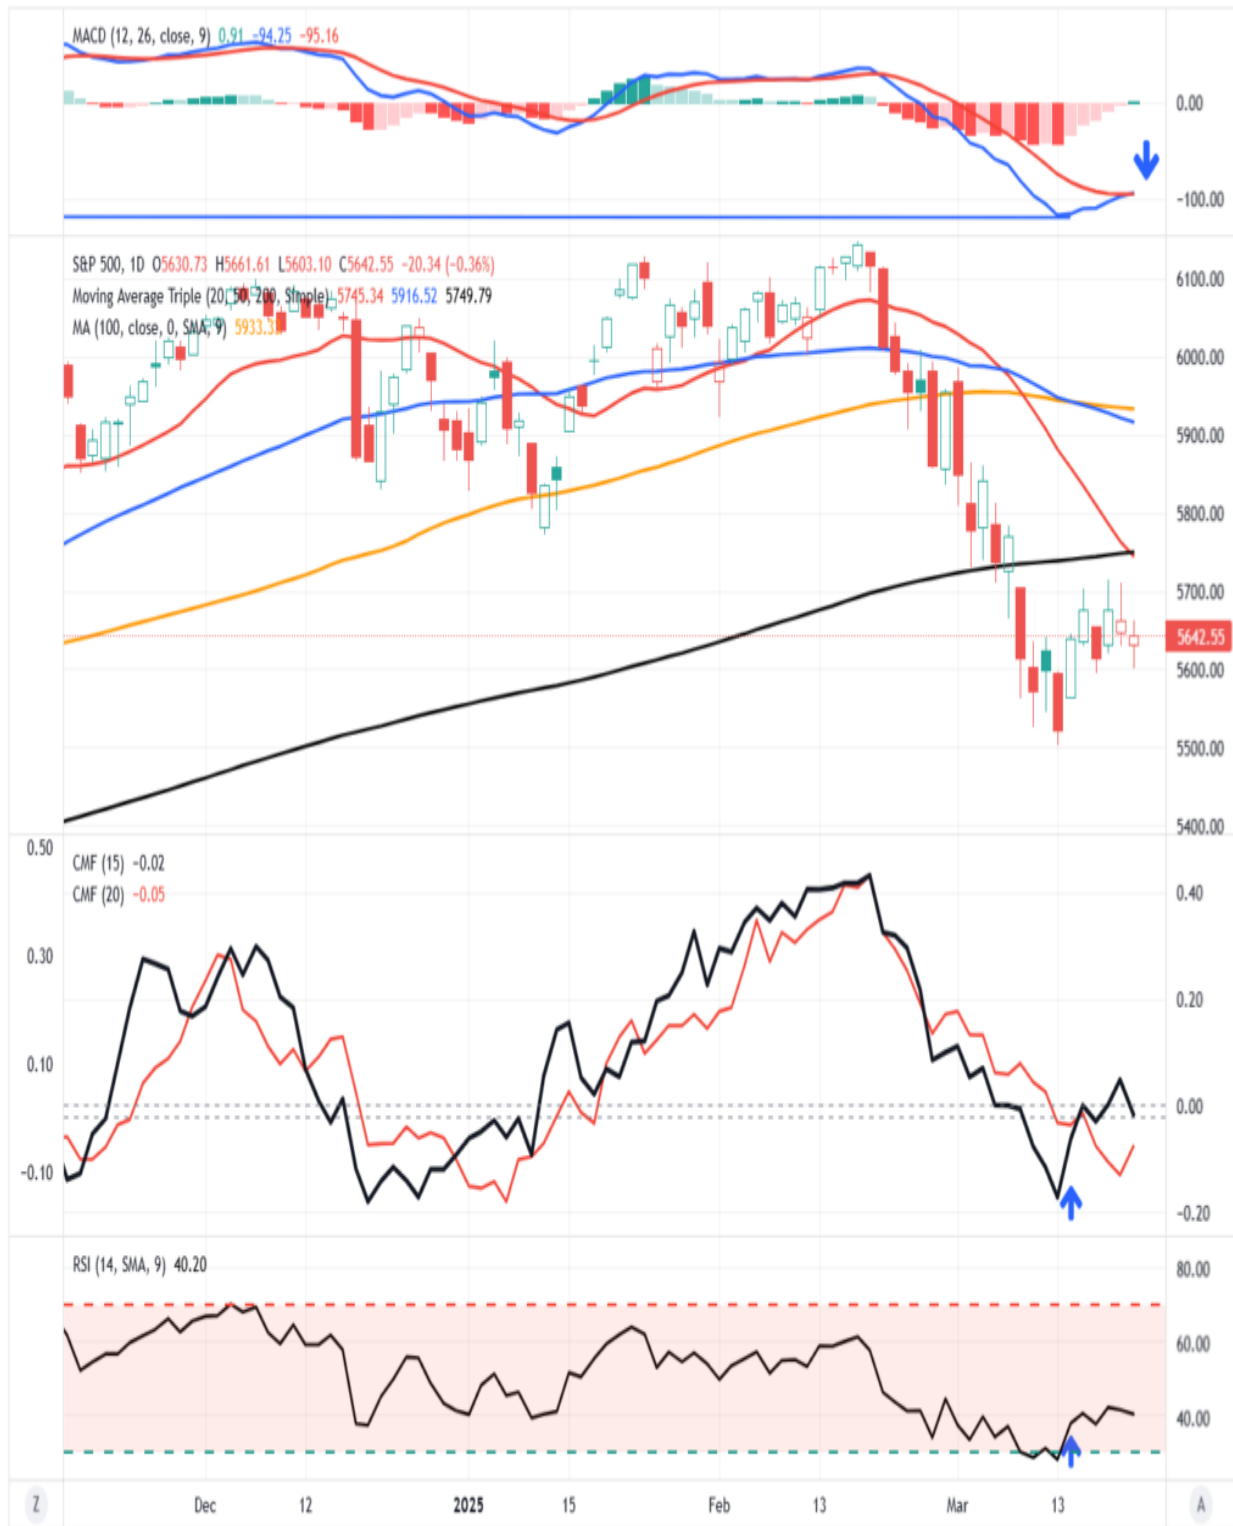 MACD (12, 26, close, 9) 0.91 −94.25 −95.16
0.00
−100.00
S&P 500, 1D O5630.73 H5661.61 L5603.10 C5642.55 −20.34 (−0.36%)
Moving Average Triple (20, 50, 200, Simple) 5745.34 5916.52 5749.79
MA (100, close, 0, SMA, 9)
6100.00
6000.00
5900.00
5800.00
5700.00
5642.55
5600.00
5500.00
5400.00
CMF (15) −0.02
CMF (20) −0.05
0.50
0.30
0.10
−0.10
0.40
0.20
0.00
−0.20
RSI (14, SMA, 9) 40.20
80.00
60.00
40.00
Z Dec 12 2025 15 Feb 13 Mar 13 A